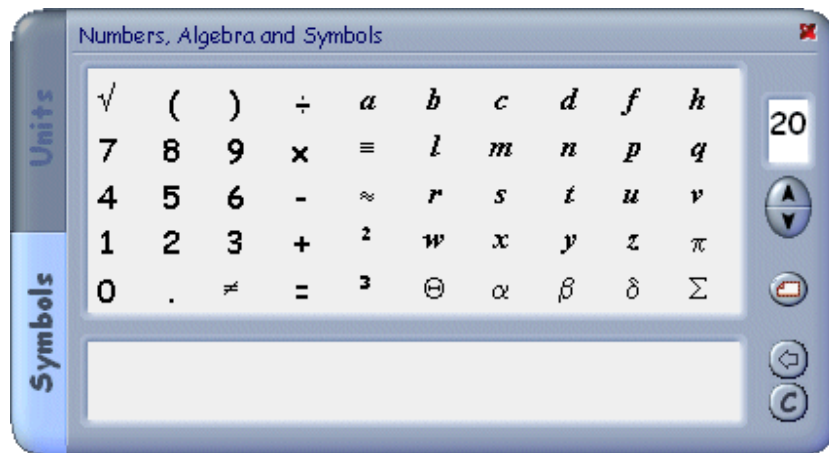 Numbers, Algebra and Symbols
Units
Symbols
√ ( ) ÷ a b c d f h
7 8 9 × ≡ l m n p q
4 5 6 - ≈ r s t u v
1 2 3 + ² w x y z π
0 . ≠ = ³ Θ α β δ Σ
20
C